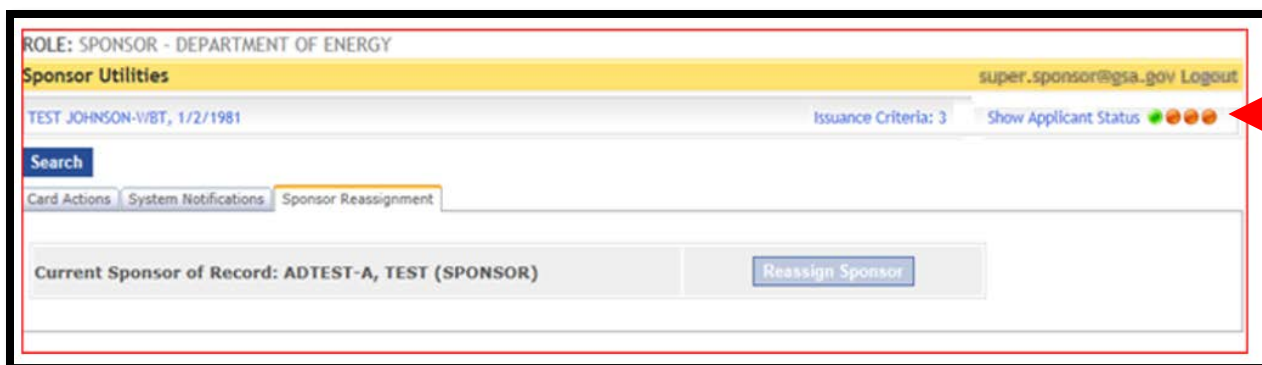 ROLE: SPONSOR - DEPARTMENT OF ENERGY
Sponsor Utilities super.sponsor@gsa.gov Logout
TEST JOHNSON-WBT, 1/2/1981 Issuance Criteria: 3 Show Applicant Status
Search
Card Actions System Notifications Sponsor Reassignment
Current Sponsor of Record: ADTEST-A, TEST (SPONSOR) Reassign Sponsor